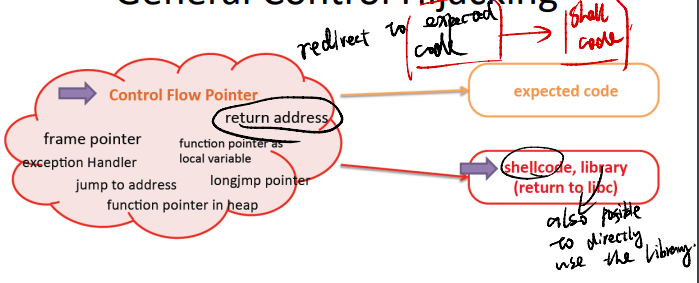 General Control Hijacking
redirect to expected code
shell code
Control Flow Pointer
return address
frame pointer
function pointer as
local variable
exception Handler
jump to address
longjmp pointer
function pointer in heap
expected code
shellcode, library
(return to libc)
also posible
to directly
use the library.